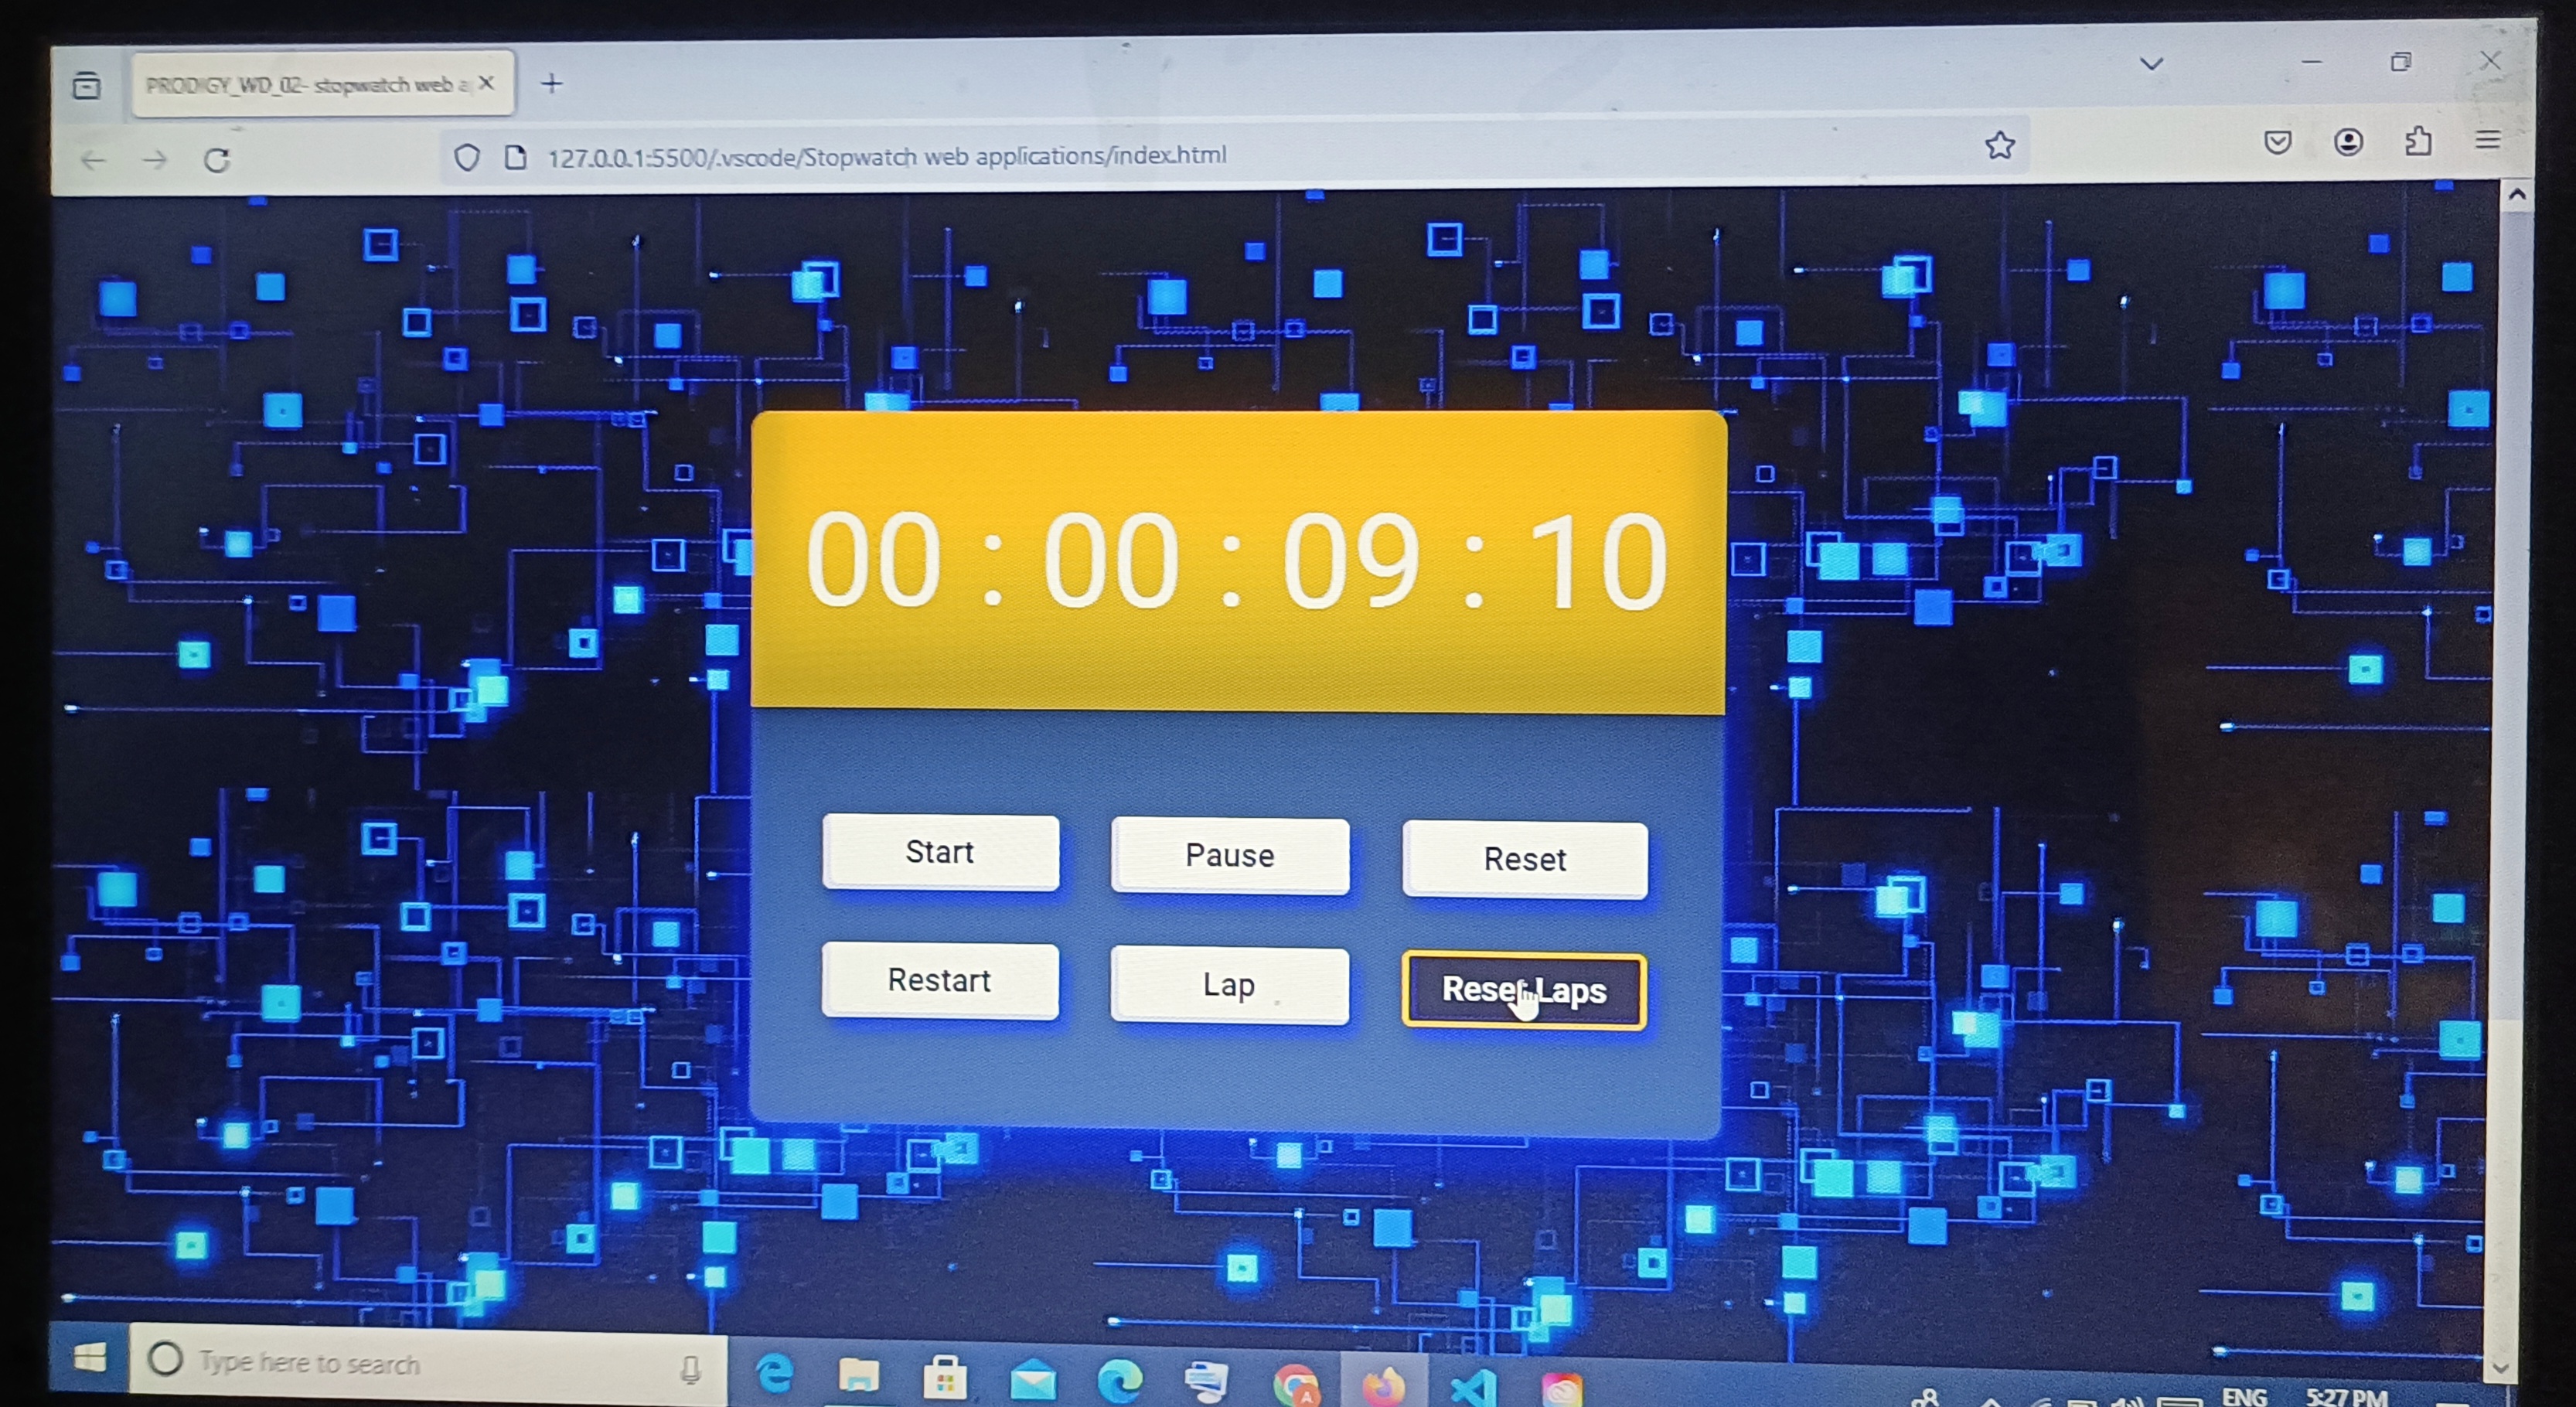 PRODIGY_WD_02- stopwatch web a
127.0.0.1:5500/.vscode/Stopwatch web applications/index.html
00 : 00 : 09 : 10
Start Pause Reset
Restart Lap Reset Laps
Type here to search
A
ENG 5:27 PM